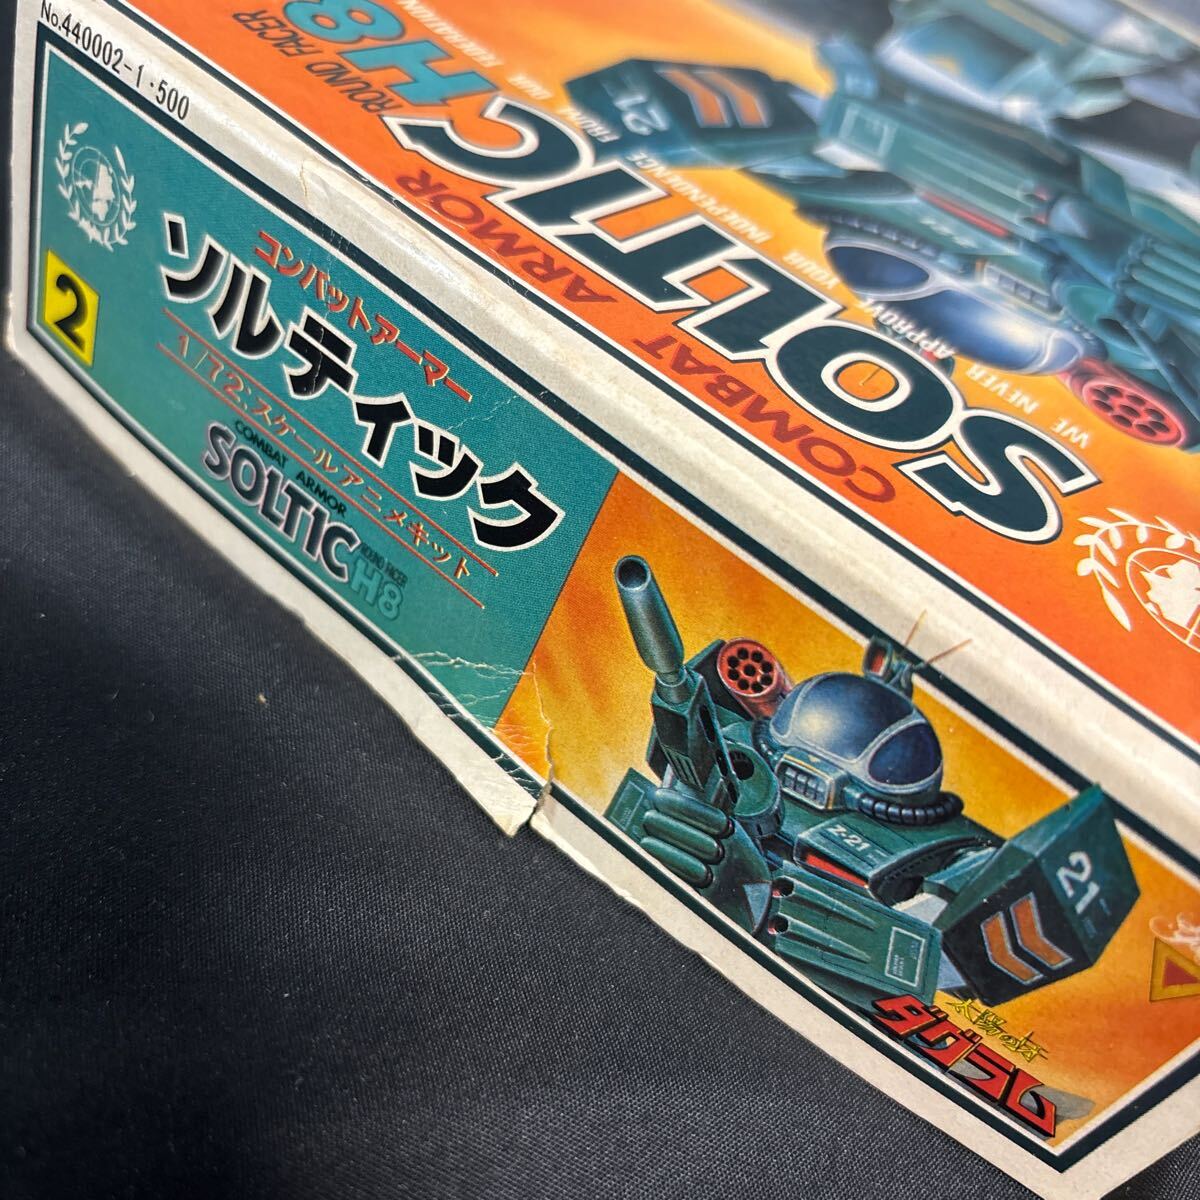 No.440002-1・500
2
コンバットアーマー
ソルティック
1/72スケールアニメキット
COMBAT ARMOR
SOLTIC
ROUND FACER
H8
Z-21
21
太陽の牙
ダグラム
COMBAT ARMOR
SOLTIC
ROUND FACER
H8
WE NEVER APPROVE YOUR INDEPENDENCE FROM OUR FEDERATION
21